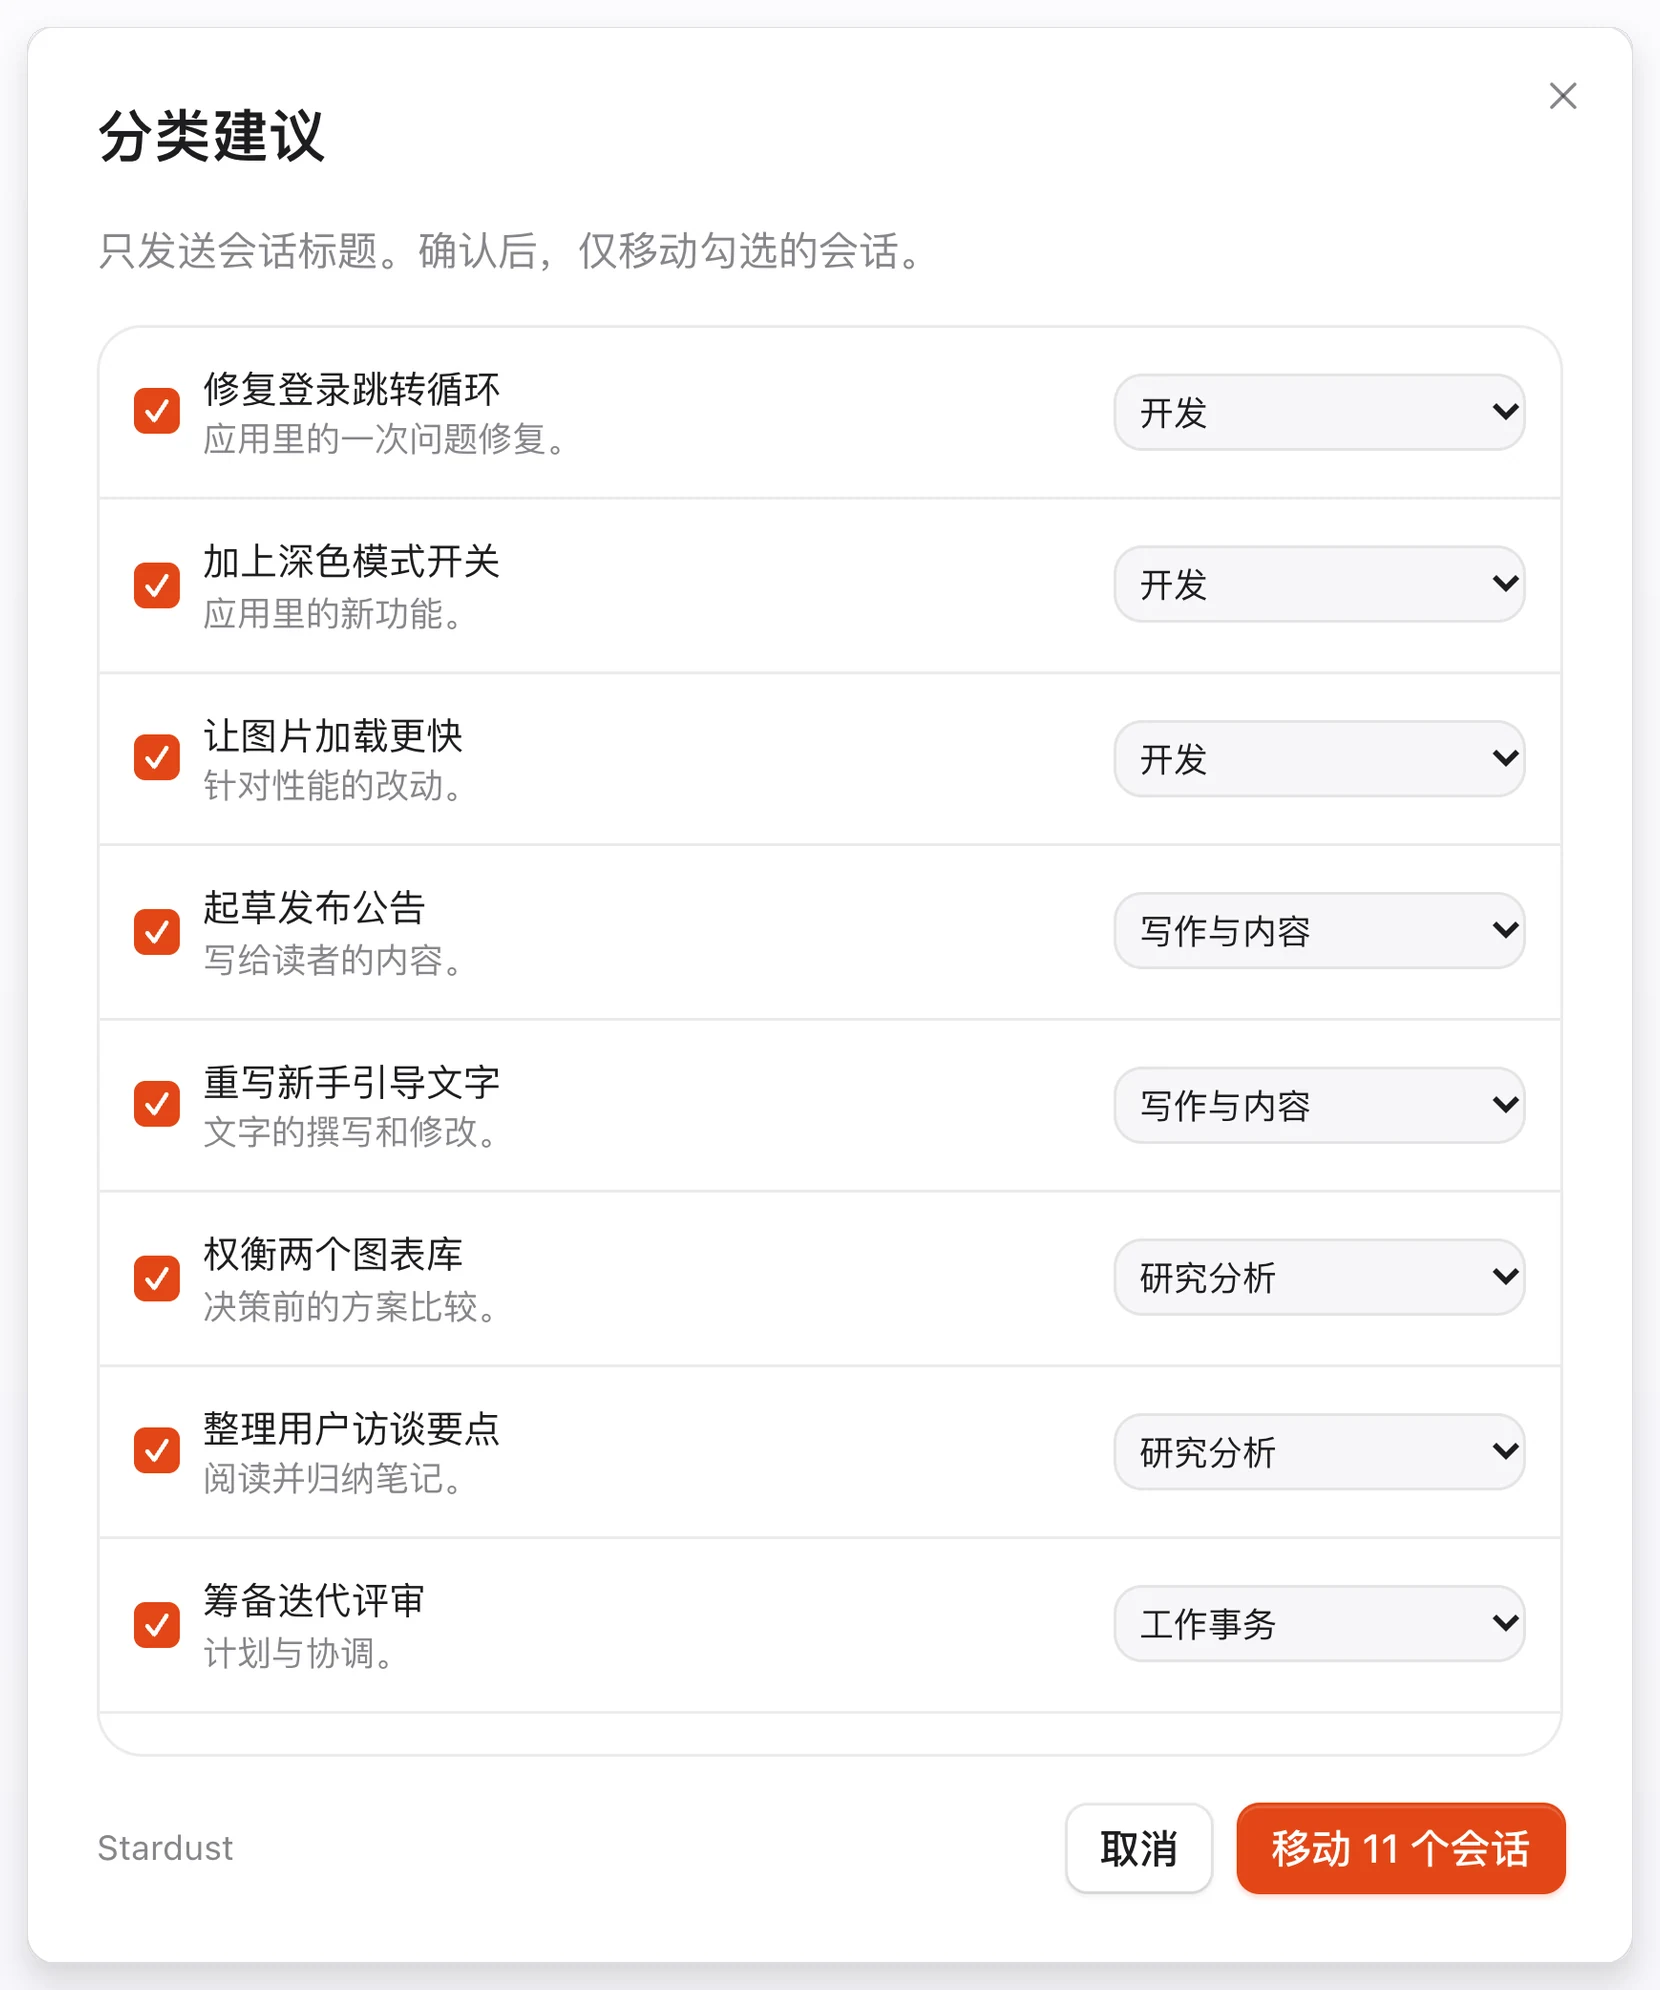 分类建议
只发送会话标题。确认后，仅移动勾选的会话。
修复登录跳转循环
应用里的一次问题修复。
开发
加上深色模式开关
应用里的新功能。
开发
让图片加载更快
针对性能的改动。
开发
起草发布公告
写给读者的内容。
写作与内容
重写新手引导文字
文字的撰写和修改。
写作与内容
权衡两个图表库
决策前的方案比较。
研究分析
整理用户访谈要点
阅读并归纳笔记。
研究分析
筹备迭代评审
计划与协调。
工作事务
Stardust
取消
移动 11 个会话